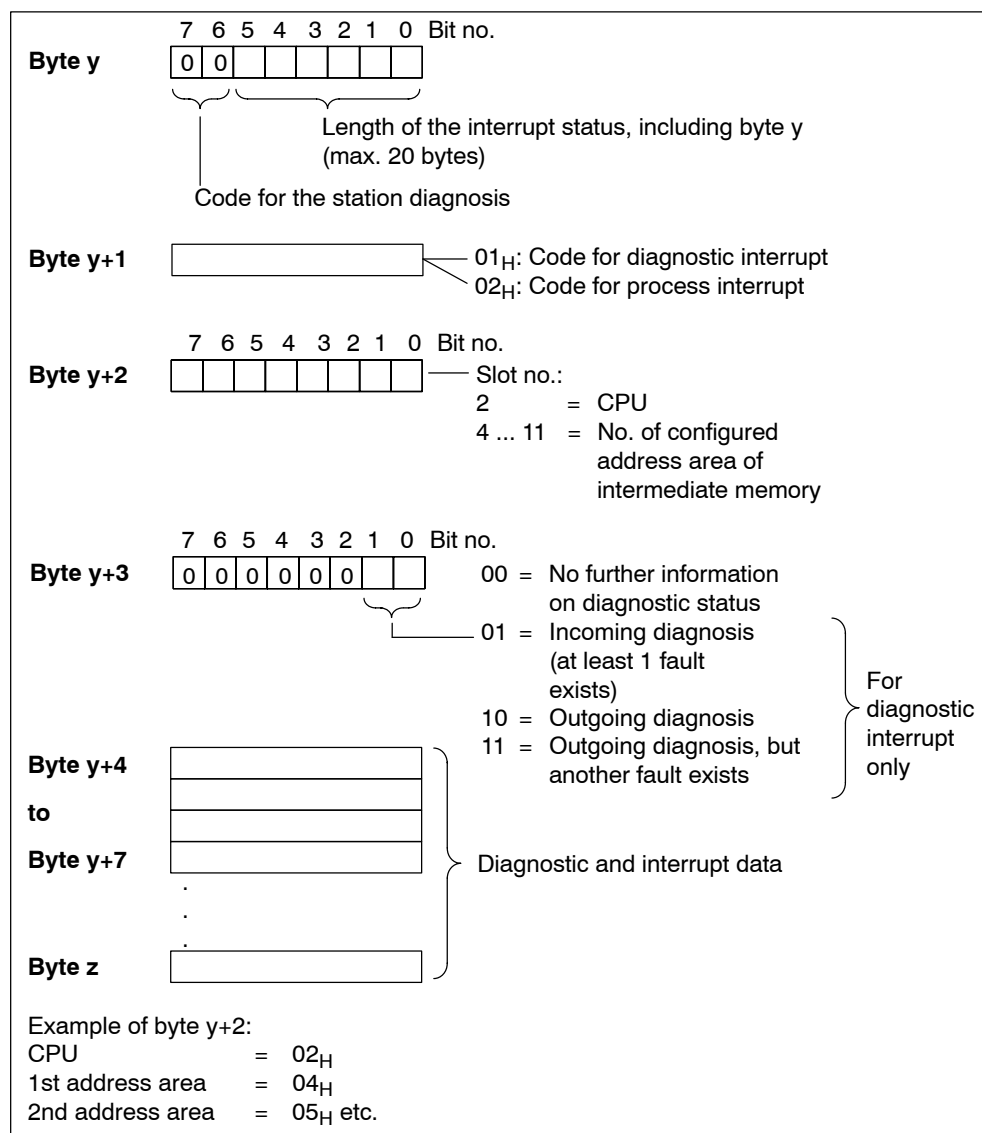 7 6 5 4 3 2 1 0 Bit no.
Byte y
0 0
Length of the interrupt status, including byte y
(max. 20 bytes)
Code for the station diagnosis
Byte y+1
01H: Code for diagnostic interrupt
02H: Code for process interrupt
7 6 5 4 3 2 1 0 Bit no.
Byte y+2
Slot no.:
2 = CPU
4 ... 11 = No. of configured
address area of
intermediate memory
7 6 5 4 3 2 1 0 Bit no.
Byte y+3
0 0 0 0 0 0
00 = No further information
on diagnostic status
01 = Incoming diagnosis
(at least 1 fault
exists)
10 = Outgoing diagnosis
11 = Outgoing diagnosis, but
another fault exists
For
diagnostic
interrupt
only
Byte y+4
to
Byte y+7
Diagnostic and interrupt data
.
.
.
Byte z
Example of byte y+2:
CPU = 02H
1st address area = 04H
2nd address area = 05H etc.